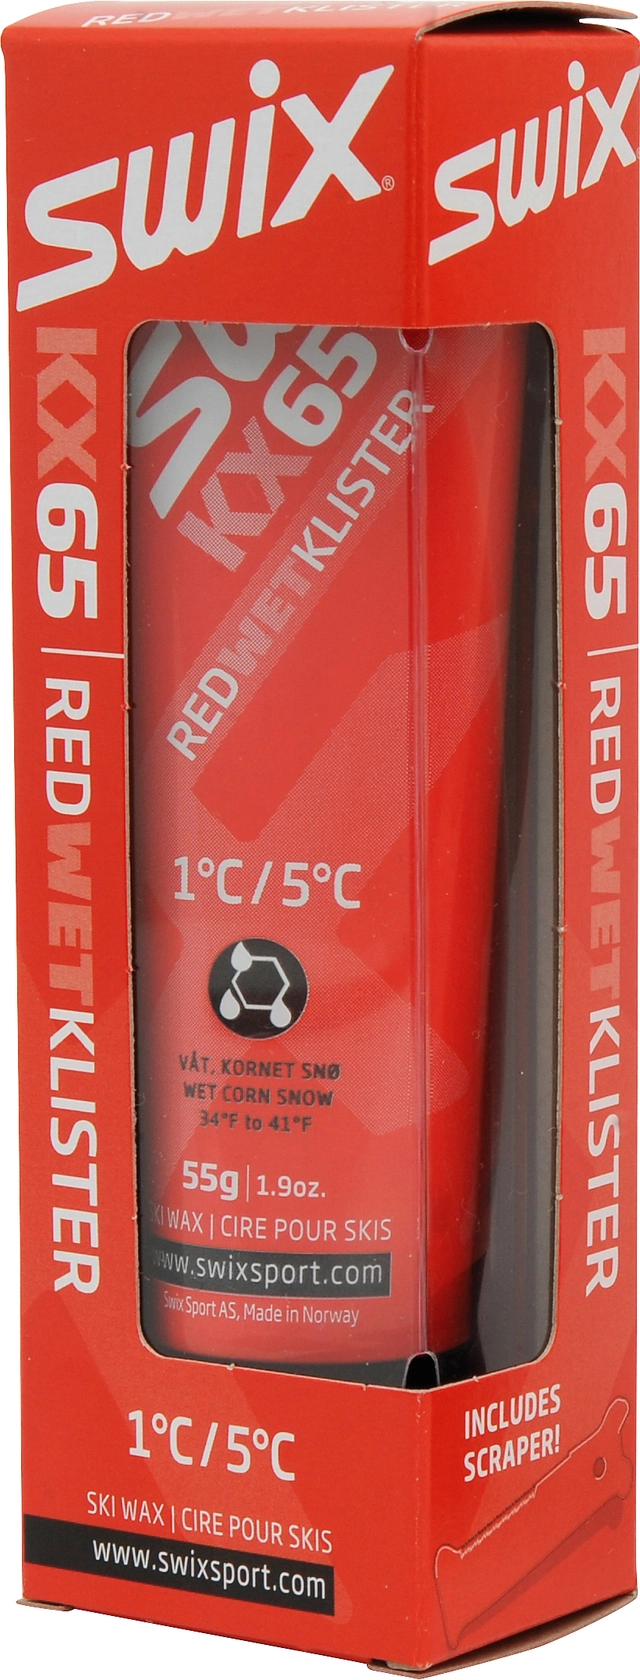 REDWETKLISTER
swix®
swix
KX65 | REDWETKLISTER
KX65
REDWETKLISTER
1°C/5°C
VÅT, KORNET SNØ
WET CORN SNOW
34°F to 41°F
55g | 1.9oz.
SKI WAX | CIRE POUR SKIS
www.swixsport.com
Swix Sport AS, Made in Norway
KX65 | REDWETKLISTER
1°C/5°C
SKI WAX | CIRE POUR SKIS
www.swixsport.com
INCLUDES
SCRAPER!